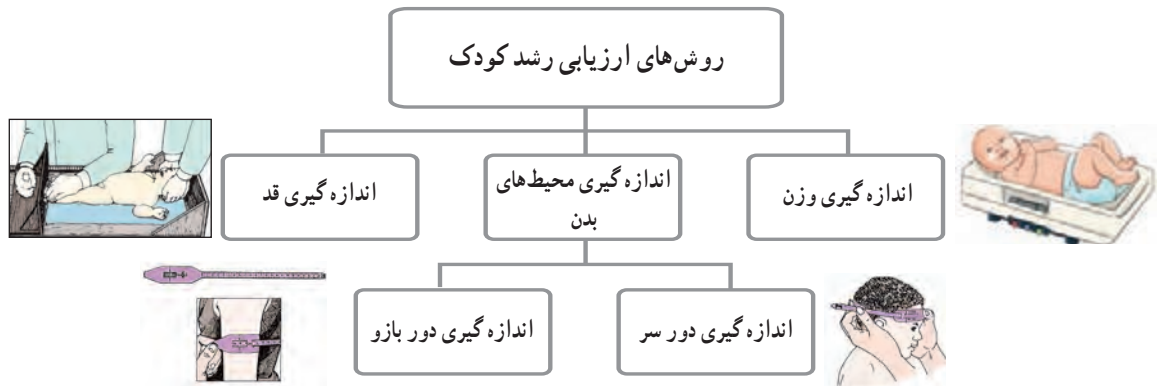 روش‌های ارزیابی رشد کودک
اندازه گیری وزن
اندازه گیری محیط‌های
بدن
اندازه گیری قد
اندازه گیری دور سر
اندازه گیری دور بازو